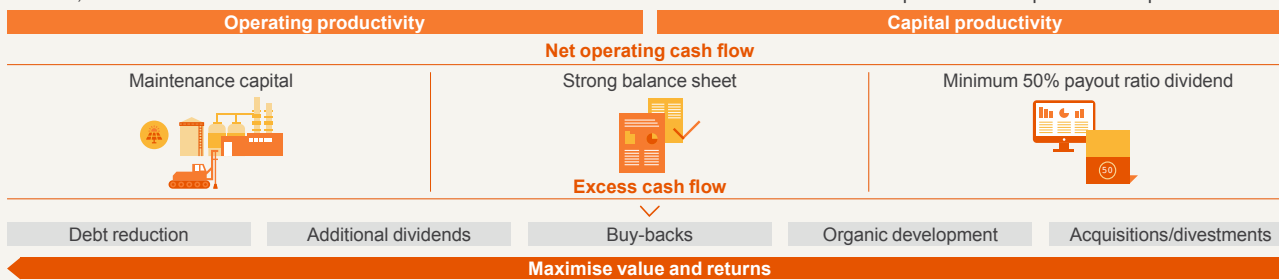 Operating productivity
Capital productivity
Net operating cash flow
Maintenance capital
Strong balance sheet
Minimum 50% payout ratio dividend
50
Excess cash flow
Debt reduction
Additional dividends
Buy-backs
Organic development
Acquisitions/divestments
Maximise value and returns